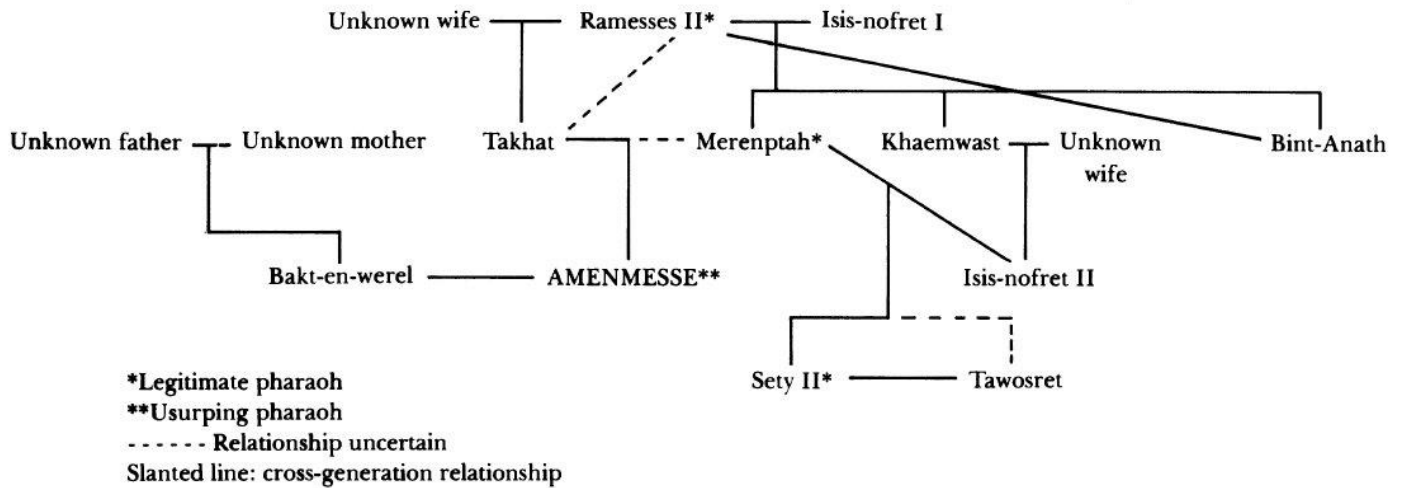 Unknown wife Ramesses II* Isis-nofret I
Unknown father Unknown mother Takhat Merenptah* Khaemwast Unknown wife Bint-Anath
Bakt-en-werel AMENMESSE** Isis-nofret II
Sety II* Tawosret
*Legitimate pharaoh
**Usurping pharaoh
------ Relationship uncertain
Slanted line: cross-generation relationship